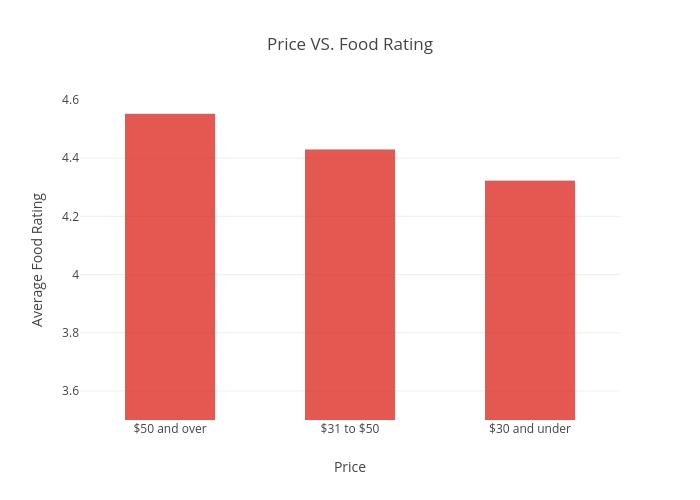 Price VS. Food Rating
4.6
4.4
4.2
4
3.8
3.6
Average Food Rating
$50 and over
$31 to $50
$30 and under
Price